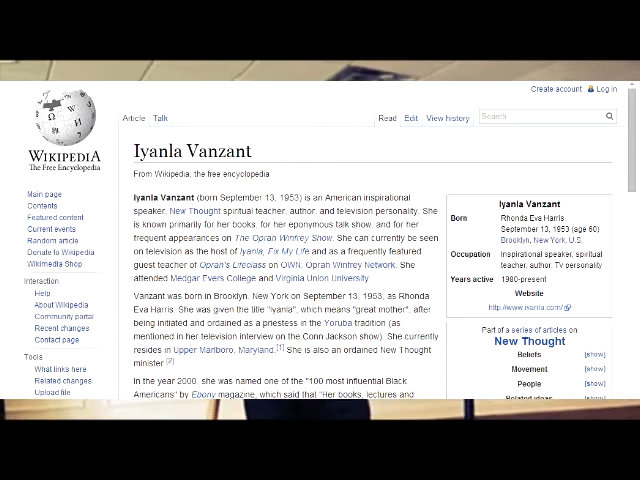 Create account
Log in
Article
Talk
Read
Edit
View history
Search
WIKIPEDIA
The Free Encyclopedia
Main page
Contents
Featured content
Current events
Random article
Donate to Wikipedia
Wikimedia Shop
Interaction
Help
About Wikipedia
Community portal
Recent changes
Contact page
Tools
What links here
Related changes
Upload file
Iyanla Vanzant
From Wikipedia, the free encyclopedia
Iyanla Vanzant (born September 13, 1953) is an American inspirational
speaker, New Thought spiritual teacher, author, and television personality. She
is known primarily for her books, for her eponymous talk show, and for
her frequent appearances on The Oprah Winfrey Show. She can currently be seen
on television as the host of Iyanla, Fix My Life and as a frequently featured
guest teacher of Oprah's Lifeclass on OWN: Oprah Winfrey Network. She
attended Medgar Evers College and Virginia Union University
Vanzant was born in Brooklyn, New York on September 13, 1953, as Rhonda
Eva Harris. She was given the title "Iyanla", which means "great mother", after
being initiated and ordained as a priestess in the Yoruba tradition (as
mentioned in her television interview on the Conn Jackson show). She currently
resides in Upper Marlboro, Maryland.[1] She is also an ordained New Thought
minister.[2]
In the year 2000, she was named one of the "100 most influential Black
Americans" by Ebony magazine, which said that "Her books, lectures and
Iyanla Vanzant
Born Rhonda Eva Harris
September 13, 1953 (age 60)
Brooklyn, New York, U.S.
Occupation Inspirational speaker, spiritual
teacher, author, TV personality
Years active 1980-present
Website
http://www.iyanla.com/
Part of a series of articles on
New Thought
Beliefs [show]
Movement [show]
People [show]
Related ideas [show]